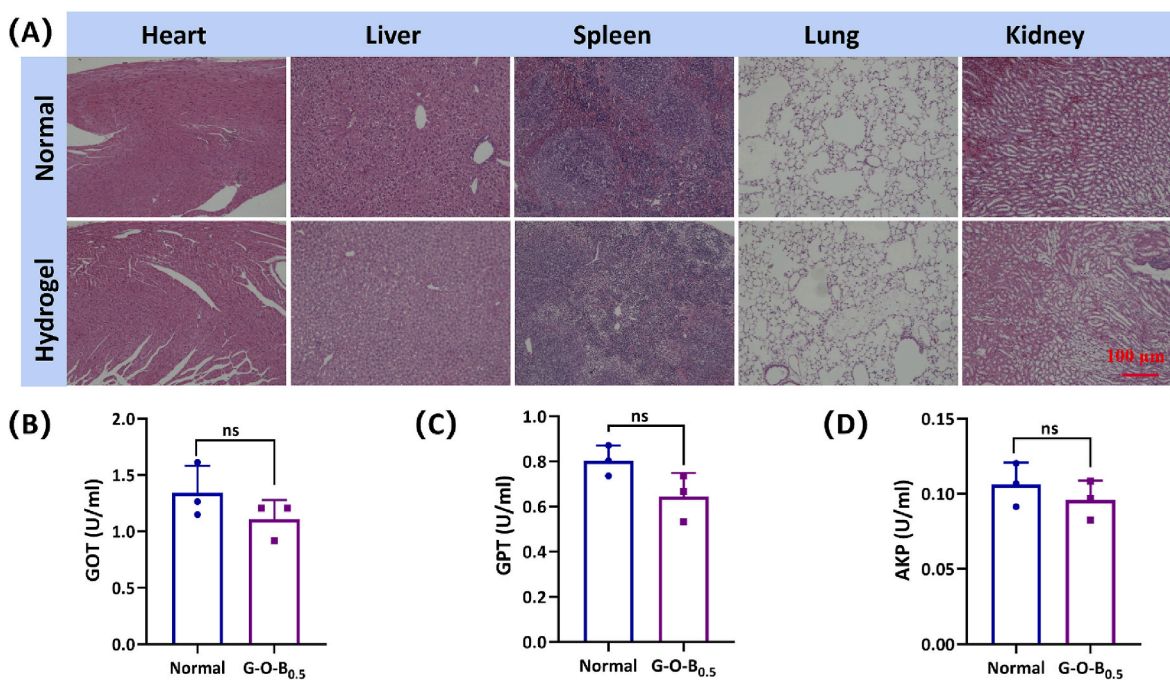 (A)
Heart Liver Spleen Lung Kidney
Normal
Hydrogel
100 μm
(B)
GOT (U/ml)
2.0
1.5
1.0
0.5
0.0
ns
Normal G-O-B0.5
(C)
GPT (U/ml)
1.0
0.8
0.6
0.4
0.2
0.0
ns
Normal G-O-B0.5
(D)
AKP (U/ml)
0.15
0.10
0.05
0.00
ns
Normal G-O-B0.5